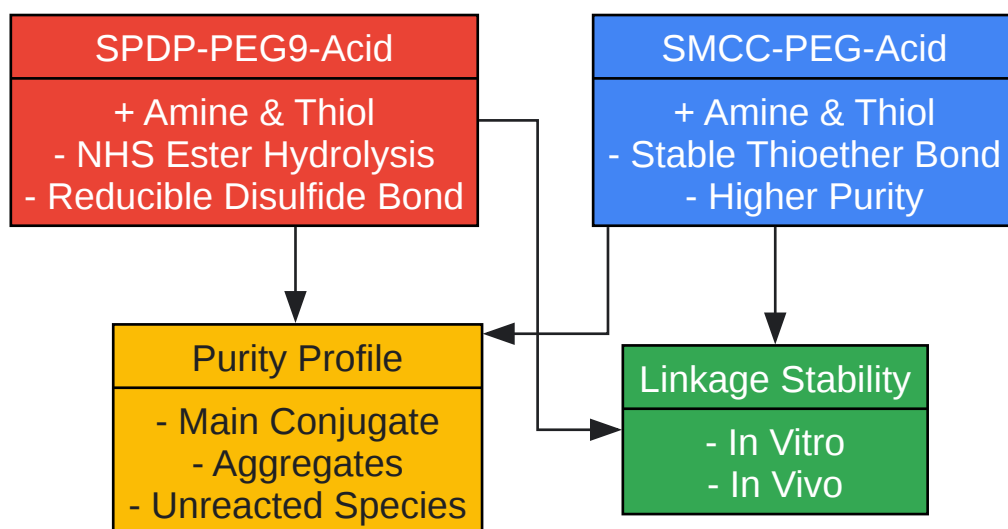 SPDP-PEG9-Acid
+ Amine & Thiol
- NHS Ester Hydrolysis
- Reducible Disulfide Bond
SMCC-PEG-Acid
+ Amine & Thiol
- Stable Thioether Bond
- Higher Purity
Purity Profile
- Main Conjugate
- Aggregates
- Unreacted Species
Linkage Stability
- In Vitro
- In Vivo